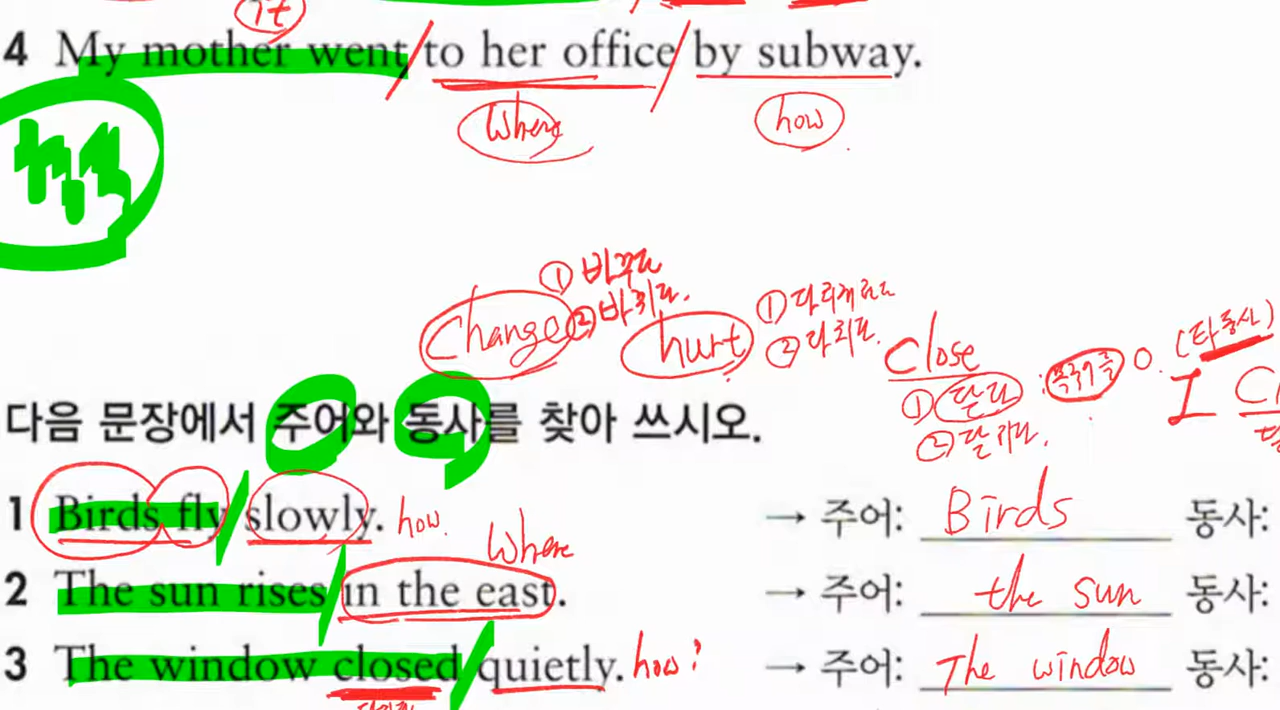 it
4 My mother went / to her office / by subway.
where how
① 바꾸다
change ② 바뀌다.
hurt ① 다치게 하다
② 다치다.
(타동사)
close : 목적어를 O. I
① 닫다
② 닫히다.
다음 문장에서 주어와 동사를 찾아 쓰시오.
1 Birds fly / slowly. how. → 주어: Birds 동사:
where
2 The sun rises / in the east. → 주어: the sun 동사:
3 The window closed / quietly. how? → 주어: The window 동사: